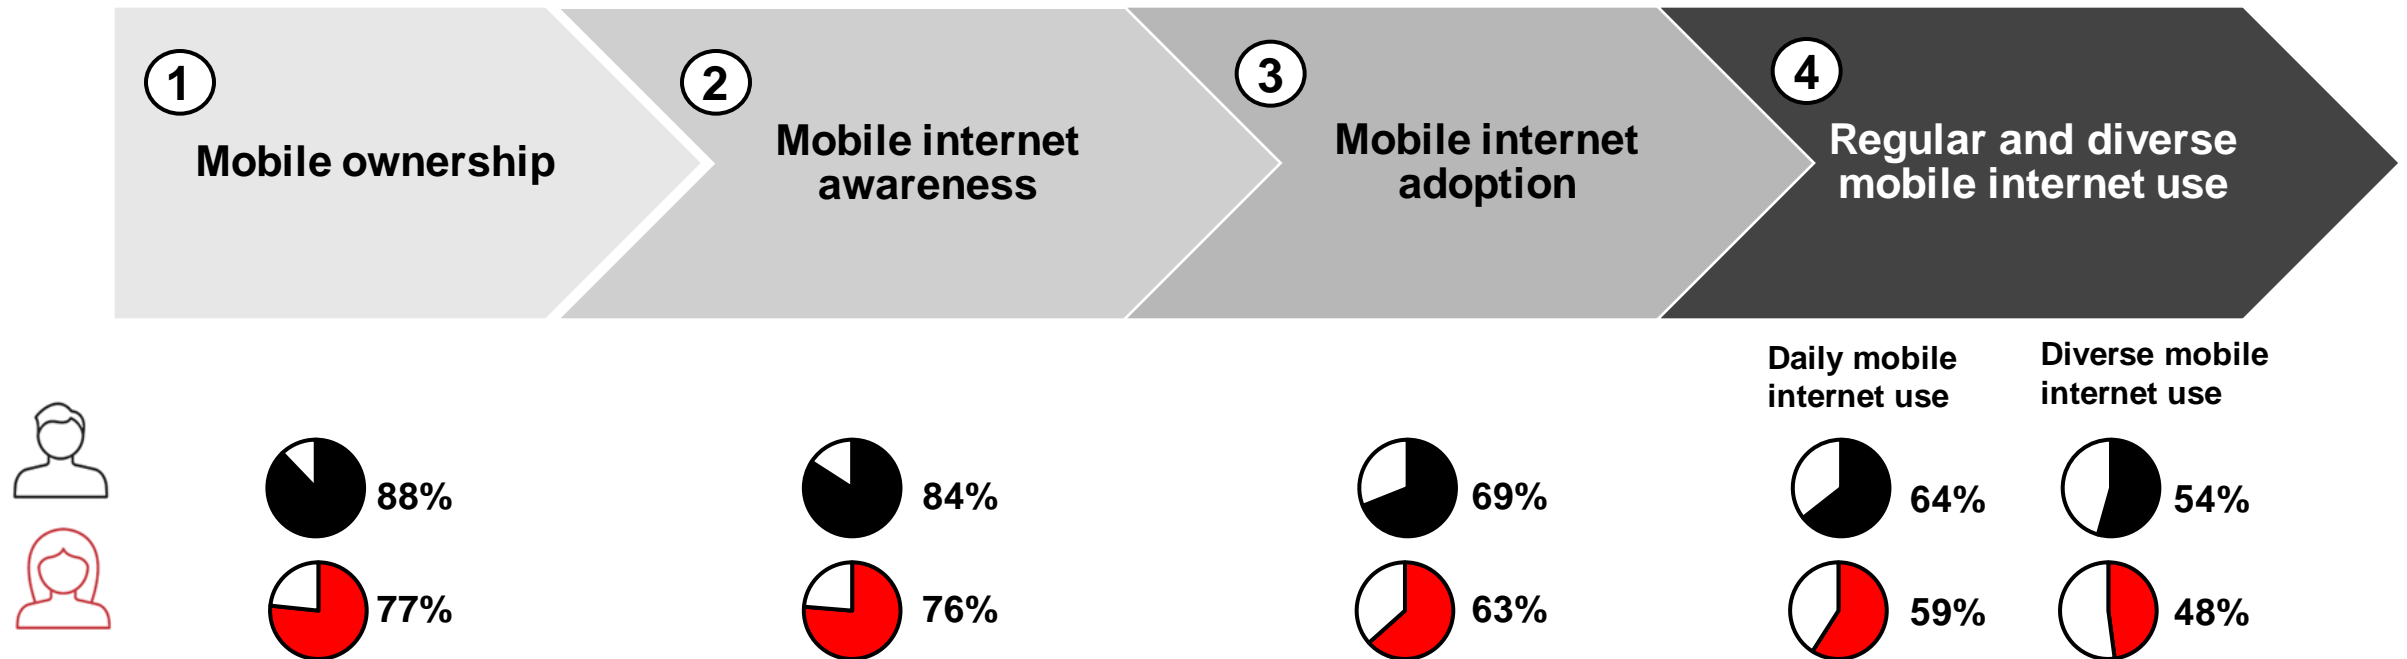 1
Mobile ownership
2
Mobile internet
awareness
3
Mobile internet
adoption
4
Regular and diverse
mobile internet use
Daily mobile
internet use
Diverse mobile
internet use
88%
84%
69%
64%
54%
77%
76%
63%
59%
48%